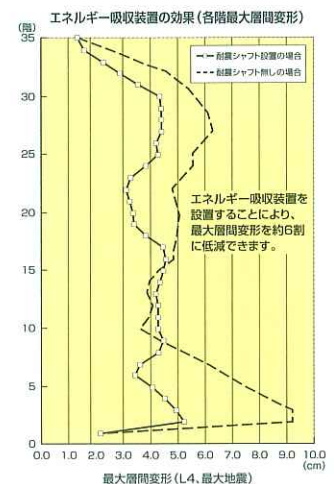 エネルギー吸収装置の効果(各階最大層間変形)
(階)
35
30
25
20
15
10
5
0
耐震シャフト設置の場合
耐震シャフト無しの場合
エネルギー吸収装置を
設置することにより、
最大層間変形を約6割
に低減できます。
0.0 1.0 2.0 3.0 4.0 5.0 6.0 7.0 8.0 9.0 10.0
(cm)
最大層間変形(L4、最大地震)